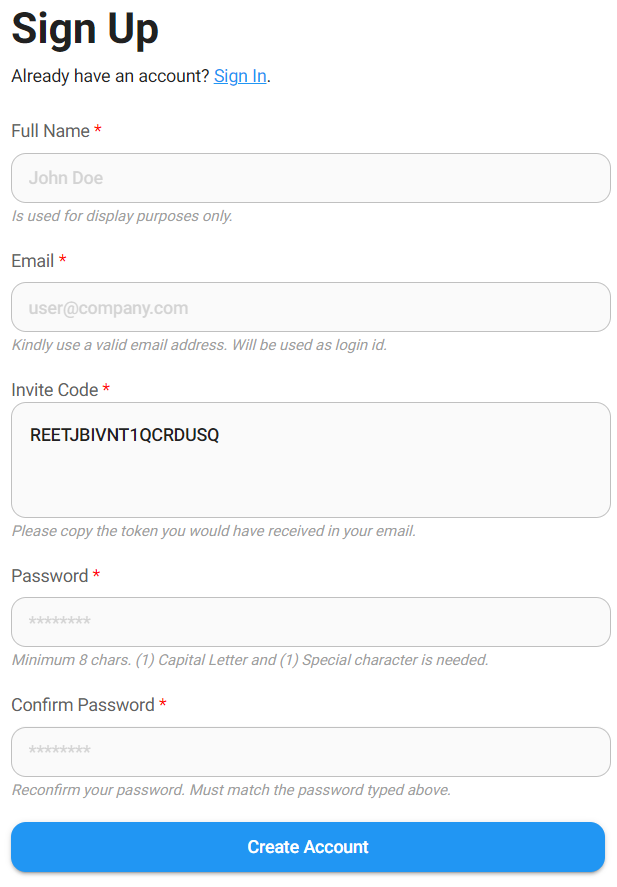 Sign Up
Already have an account? Sign In.
Full Name *
John Doe
Is used for display purposes only.
Email *
user@company.com
Kindly use a valid email address. Will be used as login id.
Invite Code *
REETJBIVNT1QCRDUSQ
Please copy the token you would have received in your email.
Password *
********
Minimum 8 chars. (1) Capital Letter and (1) Special character is needed.
Confirm Password *
********
Reconfirm your password. Must match the password typed above.
Create Account